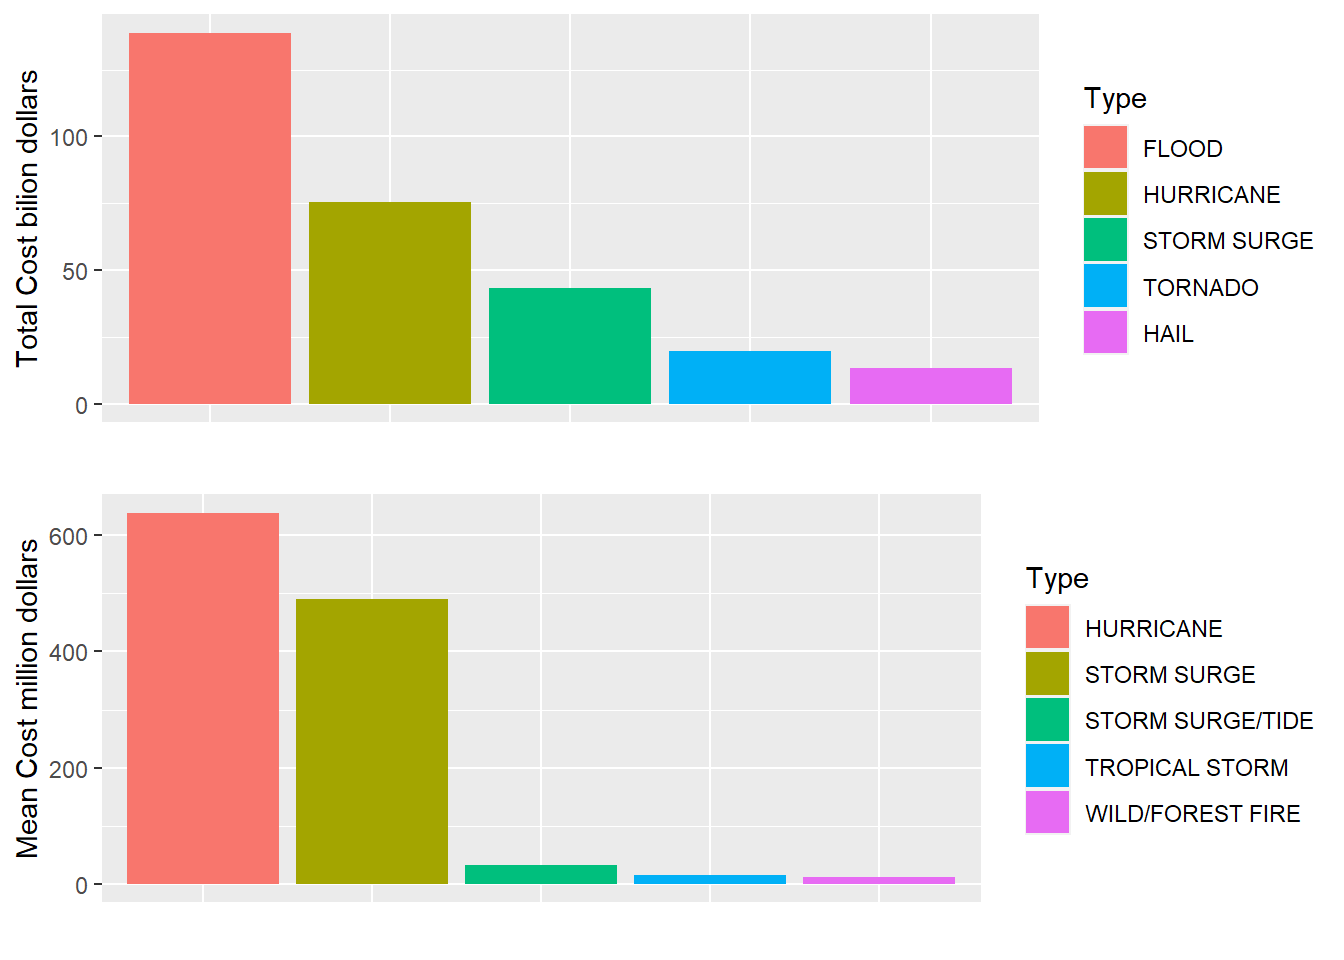 Total Cost bilion dollars
100
50
0
Type
FLOOD
HURRICANE
STORM SURGE
TORNADO
HAIL
Mean Cost million dollars
600
400
200
0
Type
HURRICANE
STORM SURGE
STORM SURGE/TIDE
TROPICAL STORM
WILD/FOREST FIRE